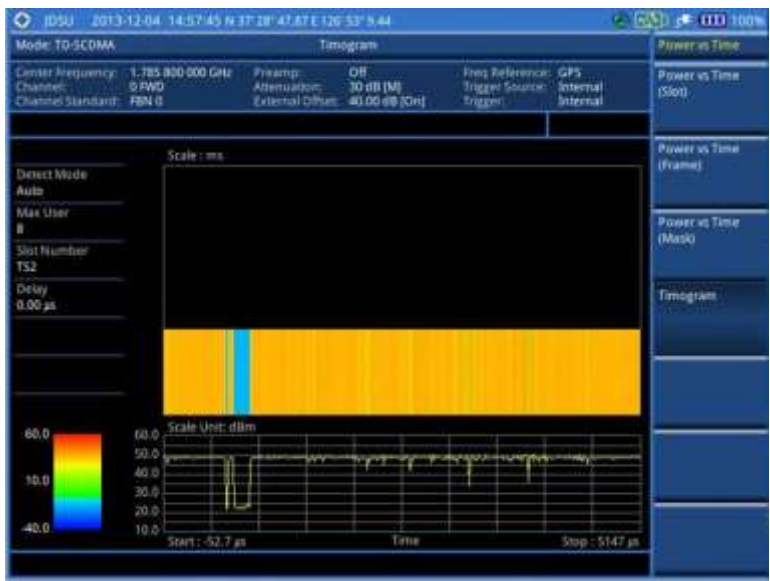 JDSU 2013-12-04 14:57:45 N 37° 28' 47.67 E 126° 53' 9.44 100%
Mode: TD-SCDMA Timogram Power vs Time
Center Frequency: 1.785 800 000 GHz Preamp: Off Freq Reference: GPS
Channel: 0 FWD Attenuation: 30 dB [M] Trigger Source: Internal
Channel Standard: FBN 0 External Offset: 40.00 dB [On] Trigger: Internal
Power vs Time
(Slot)
Power vs Time
(Frame)
Power vs Time
(Mask)
Timogram
Scale : ms
Detect Mode
Auto
Max User
8
Slot Number
TS2
Delay
0.00 µs
60.0
10.0
-40.0
Scale Unit: dBm
60.0
50.0
40.0
30.0
20.0
10.0
Start : -52.7 µs Time Stop : 5147 µs